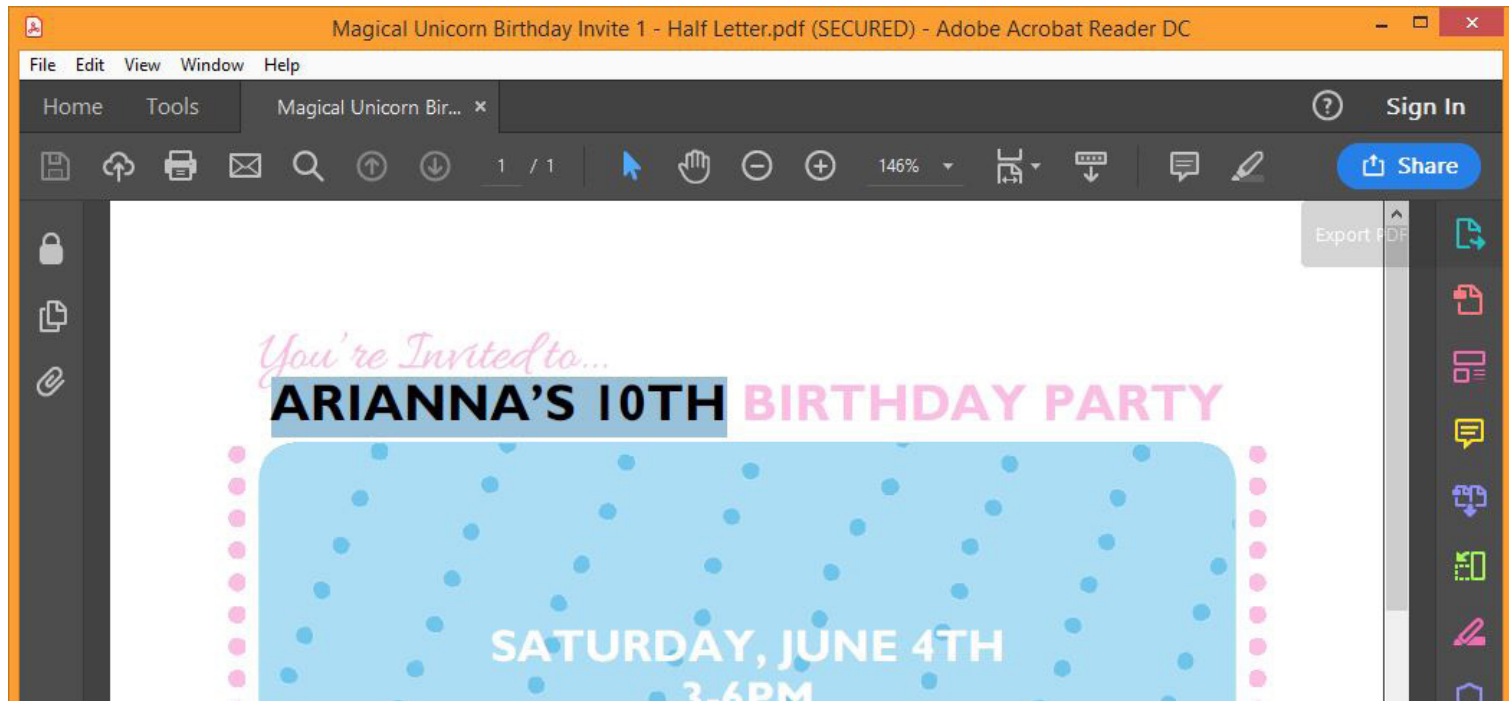 Magical Unicorn Birthday Invite 1 - Half Letter.pdf (SECURED) - Adobe Acrobat Reader DC
File Edit View Window Help
Home Tools Magical Unicorn Bir... × ? Sign In
1 / 1 146% Share
Export PDF
You're Invited to...
ARIANNA'S 10TH BIRTHDAY PARTY
SATURDAY, JUNE 4TH
3-6PM